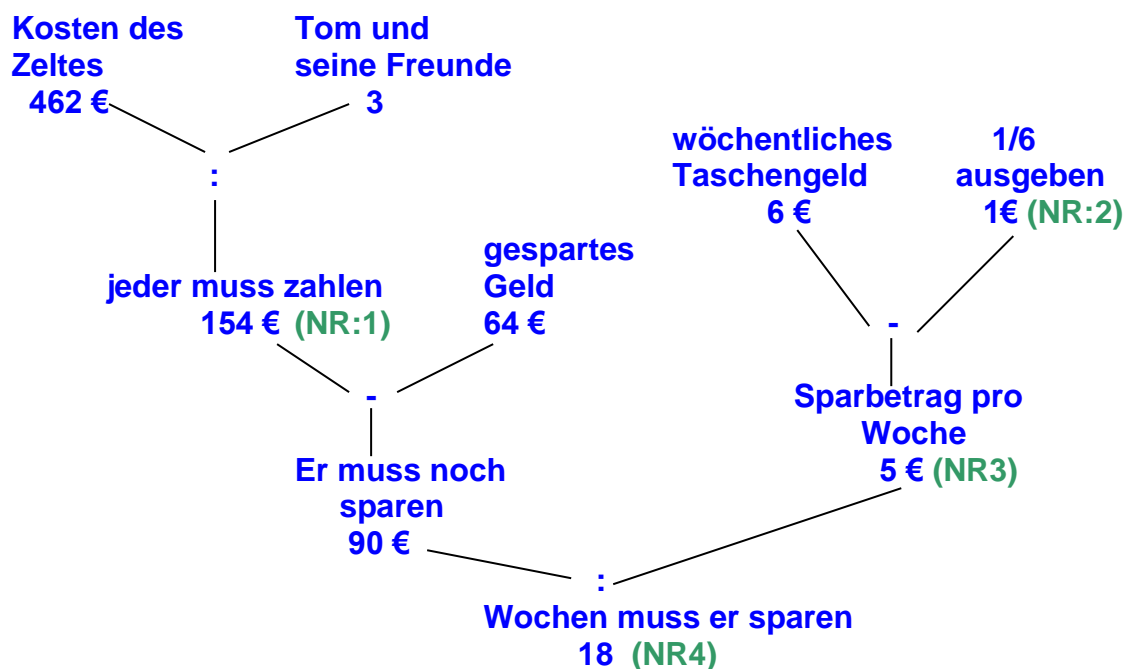 Kosten des
Zeltes
462 €
Tom und
seine Freunde
3
:
wöchentliches
Taschengeld
6 €
1/6
ausgeben
1€ (NR:2)
jeder muss zahlen
154 € (NR:1)
gespartes
Geld
64 €
-
-
Sparbetrag pro
Woche
5 € (NR3)
Er muss noch
sparen
90 €
:
Wochen muss er sparen
18 (NR4)